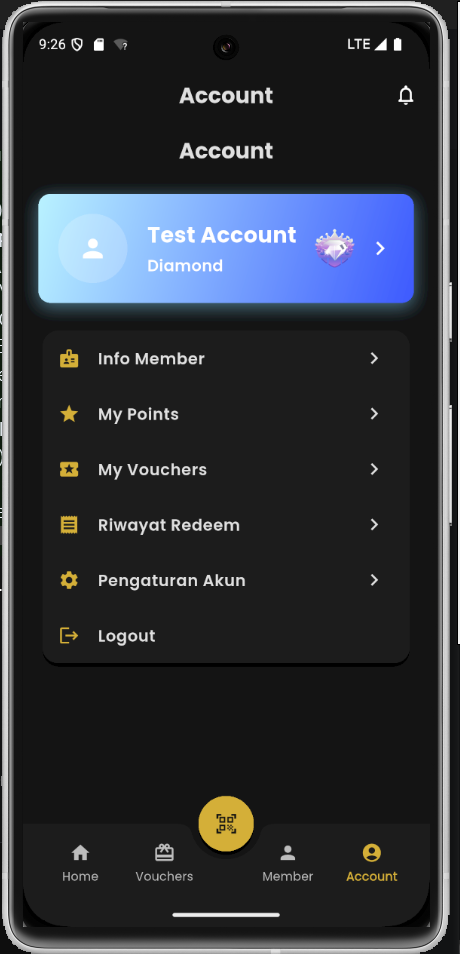 9:26
LTE
Account
Account
Test Account
Diamond
Info Member
My Points
My Vouchers
Riwayat Redeem
Pengaturan Akun
Logout
Home
Vouchers
Member
Account